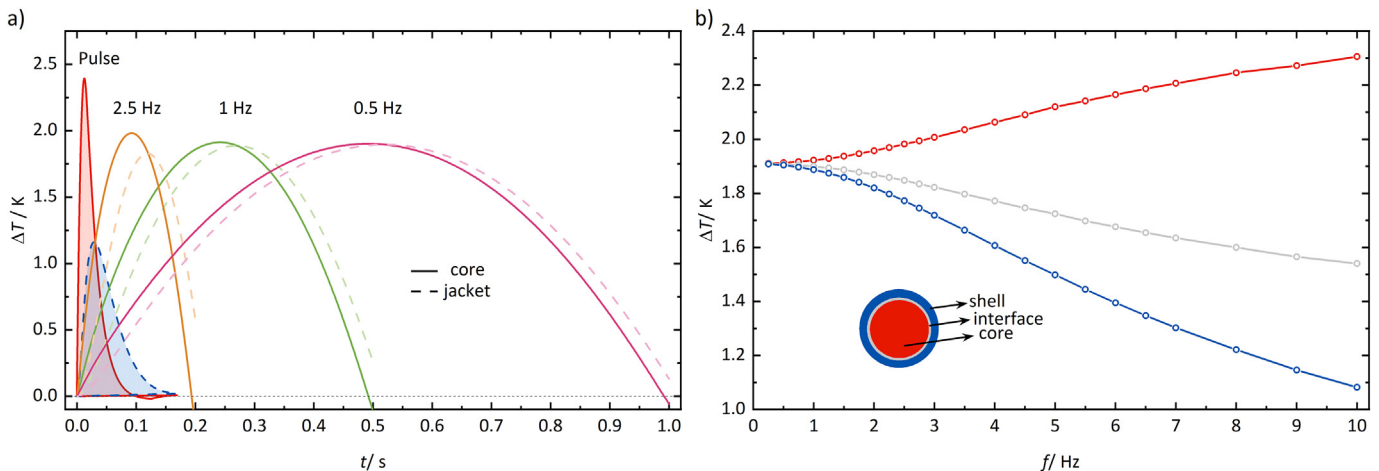 a)
Pulse
2.5 Hz
1 Hz
0.5 Hz
core
jacket
ΔT / K
2.5
2.0
1.5
1.0
0.5
0.0
0.0 0.1 0.2 0.3 0.4 0.5 0.6 0.7 0.8 0.9 1.0
t/ s
b)
ΔT/ K
2.4
2.2
2.0
1.8
1.6
1.4
1.2
1.0
shell
interface
core
0 1 2 3 4 5 6 7 8 9 10
f/ Hz